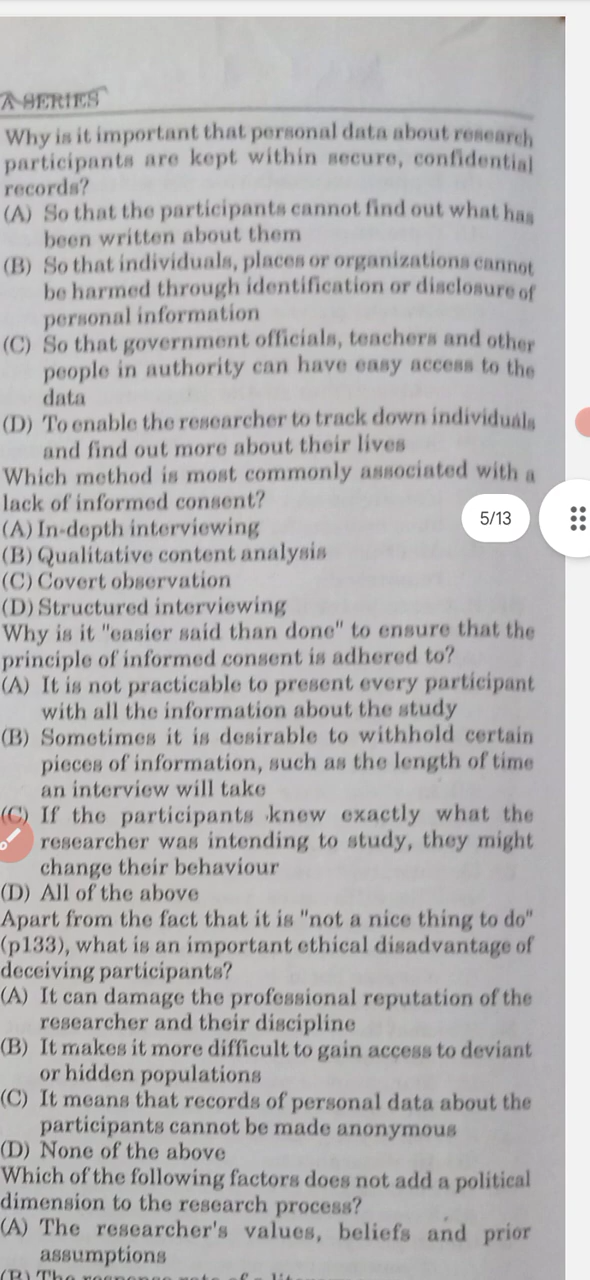 A-SERIES
Why is it important that personal data about research
participants are kept within secure, confidential
records?
(A) So that the participants cannot find out what has
been written about them
(B) So that individuals, places or organizations cannot
be harmed through identification or disclosure of
personal information
(C) So that government officials, teachers and other
people in authority can have easy access to the
data
(D) To enable the researcher to track down individuals
and find out more about their lives
Which method is most commonly associated with a
lack of informed consent?
(A) In-depth interviewing
5/13
(B) Qualitative content analysis
(C) Covert observation
(D) Structured interviewing
Why is it "easier said than done" to ensure that the
principle of informed consent is adhered to?
(A) It is not practicable to present every participant
with all the information about the study
(B) Sometimes it is desirable to withhold certain
pieces of information, such as the length of time
an interview will take
(C) If the participants knew exactly what the
researcher was intending to study, they might
change their behaviour
(D) All of the above
Apart from the fact that it is "not a nice thing to do"
(p133), what is an important ethical disadvantage of
deceiving participants?
(A) It can damage the professional reputation of the
researcher and their discipline
(B) It makes it more difficult to gain access to deviant
or hidden populations
(C) It means that records of personal data about the
participants cannot be made anonymous
(D) None of the above
Which of the following factors does not add a political
dimension to the research process?
(A) The researcher's values, beliefs and prior
assumptions
(B) The response rate of a